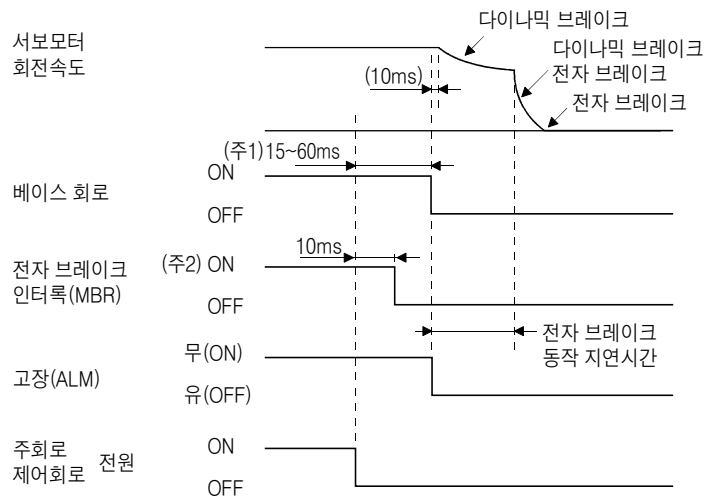 다이나믹 브레이크
서보모터
회전속도
다이나믹 브레이크
전자 브레이크
(10ms)
전자 브레이크
(주1)15~60ms
베이스 회로
ON
OFF
10ms
전자 브레이크
인터록(MBR)
(주2) ON
OFF
전자 브레이크
동작 지연시간
고장(ALM)
무(ON)
유(OFF)
주회로
제어회로 전원
ON
OFF